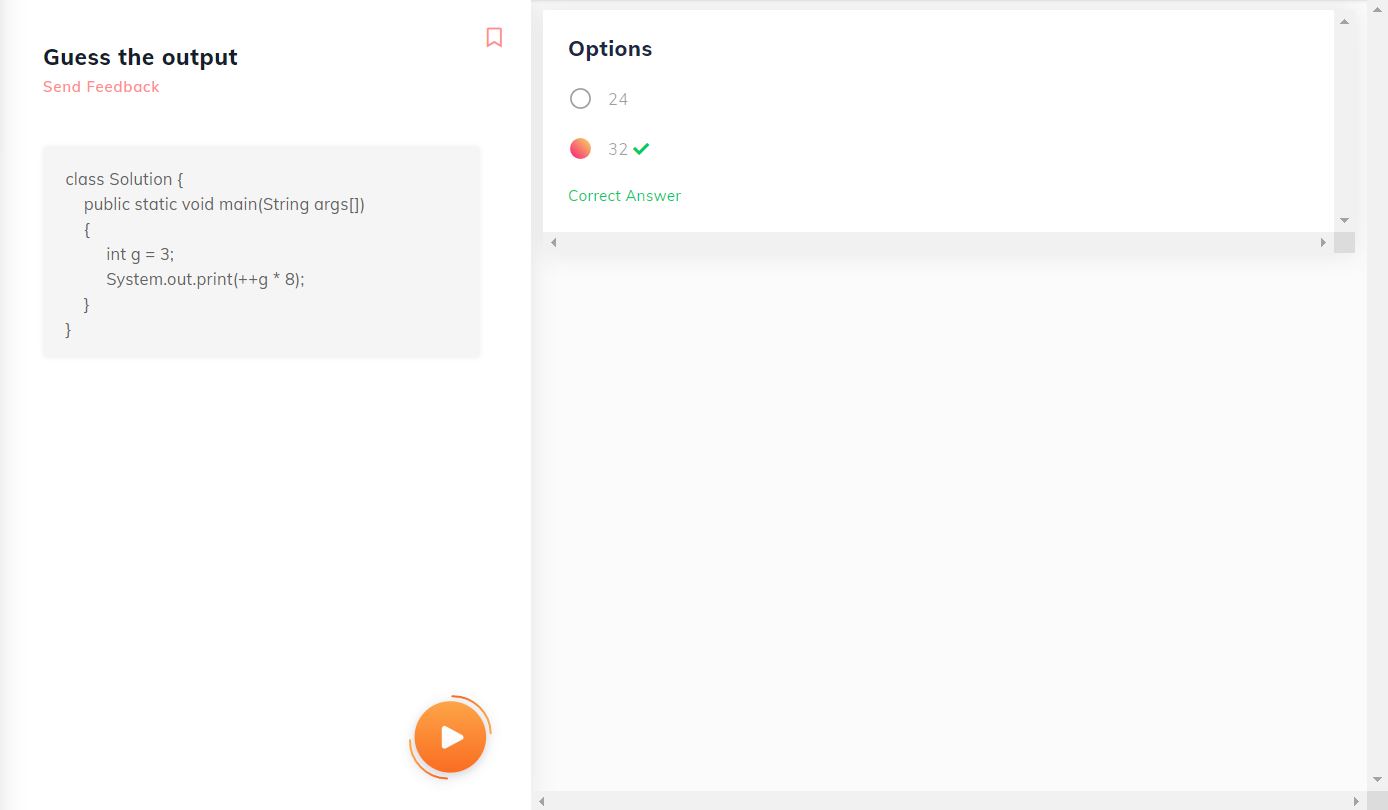 Guess the output
Send Feedback
class Solution {
public static void main(String args[])
{
int g = 3;
System.out.print(++g * 8);
}
}
Options
24
32
Correct Answer